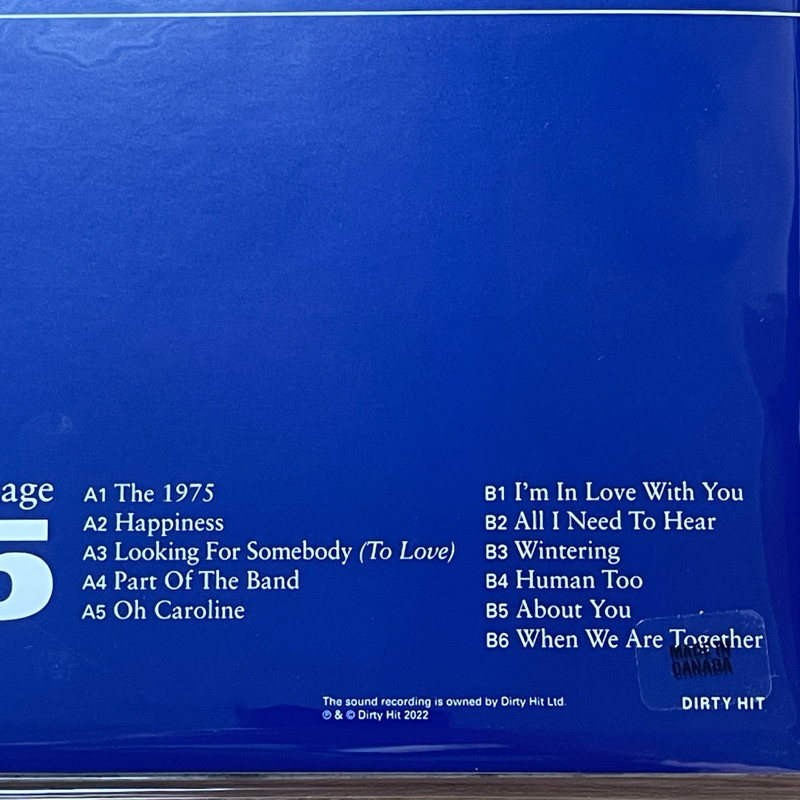 age
5
A1 The 1975
A2 Happiness
A3 Looking For Somebody (To Love)
A4 Part Of The Band
A5 Oh Caroline
B1 I'm In Love With You
B2 All I Need To Hear
B3 Wintering
B4 Human Too
B5 About You
B6 When We Are Together
MADE IN
CANADA
The sound recording is owned by Dirty Hit Ltd.
℗ & © Dirty Hit 2022
DIRTY HIT